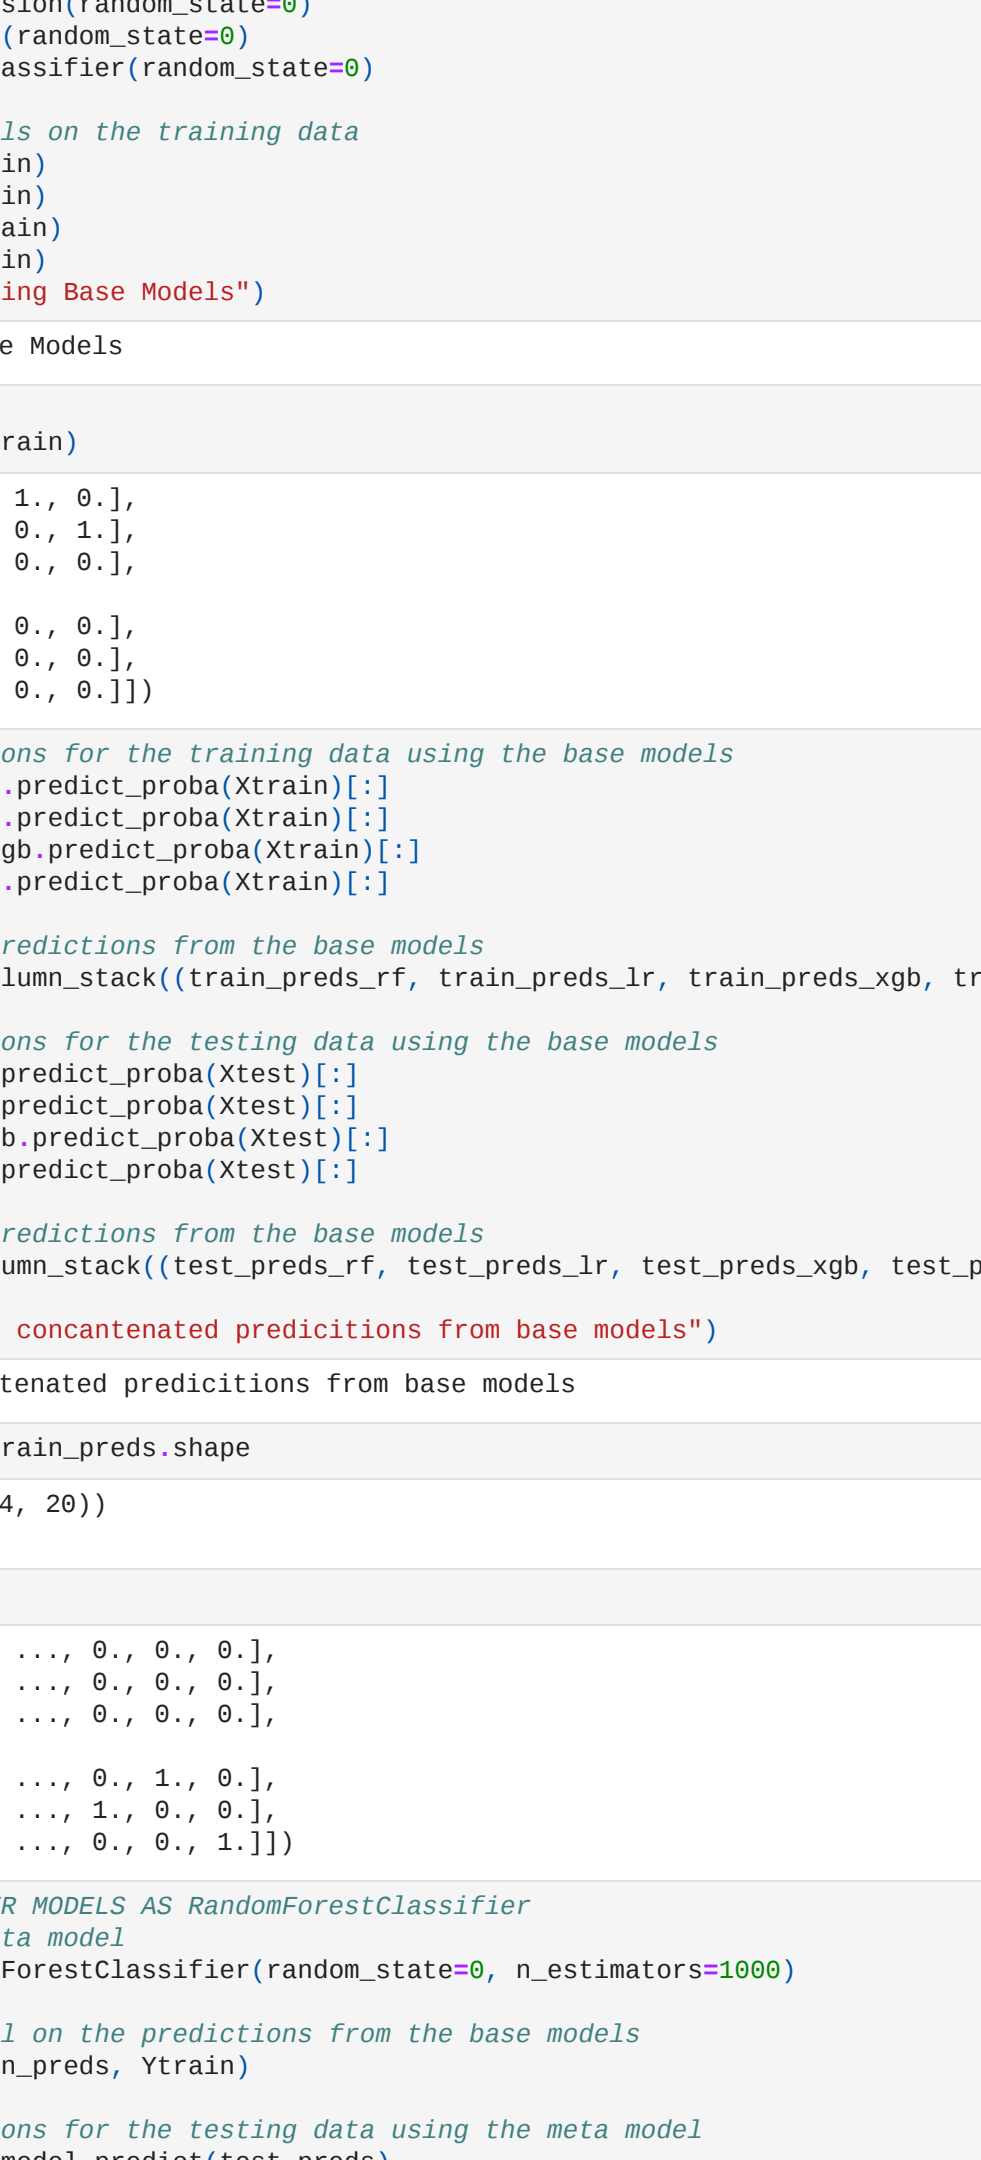 sion(random_state=0)
(random_state=0)
assifier(random_state=0)
ls on the training data
in)
in)
ain)
in)
ing Base Models")
e Models
rain)
1., 0.],
0., 1.],
0., 0.],
0., 0.],
0., 0.],
0., 0.]])
ons for the training data using the base models
.predict_proba(Xtrain)[:]
.predict_proba(Xtrain)[:]
gb.predict_proba(Xtrain)[:]
.predict_proba(Xtrain)[:]
redictions from the base models
lumn_stack((train_preds_rf, train_preds_lr, train_preds_xgb, tr
ons for the testing data using the base models
predict_proba(Xtest)[:]
predict_proba(Xtest)[:]
b.predict_proba(Xtest)[:]
predict_proba(Xtest)[:]
redictions from the base models
umn_stack((test_preds_rf, test_preds_lr, test_preds_xgb, test_p
concantenated predicitions from base models")
tenated predicitions from base models
rain_preds.shape
4, 20))
..., 0., 0., 0.],
..., 0., 0., 0.],
..., 0., 0., 0.],
..., 0., 1., 0.],
..., 1., 0., 0.],
..., 0., 0., 1.]])
R MODELS AS RandomForestClassifier
ta model
ForestClassifier(random_state=0, n_estimators=1000)
l on the predictions from the base models
n_preds, Ytrain)
ons for the testing data using the meta model
model.predict(test_preds)